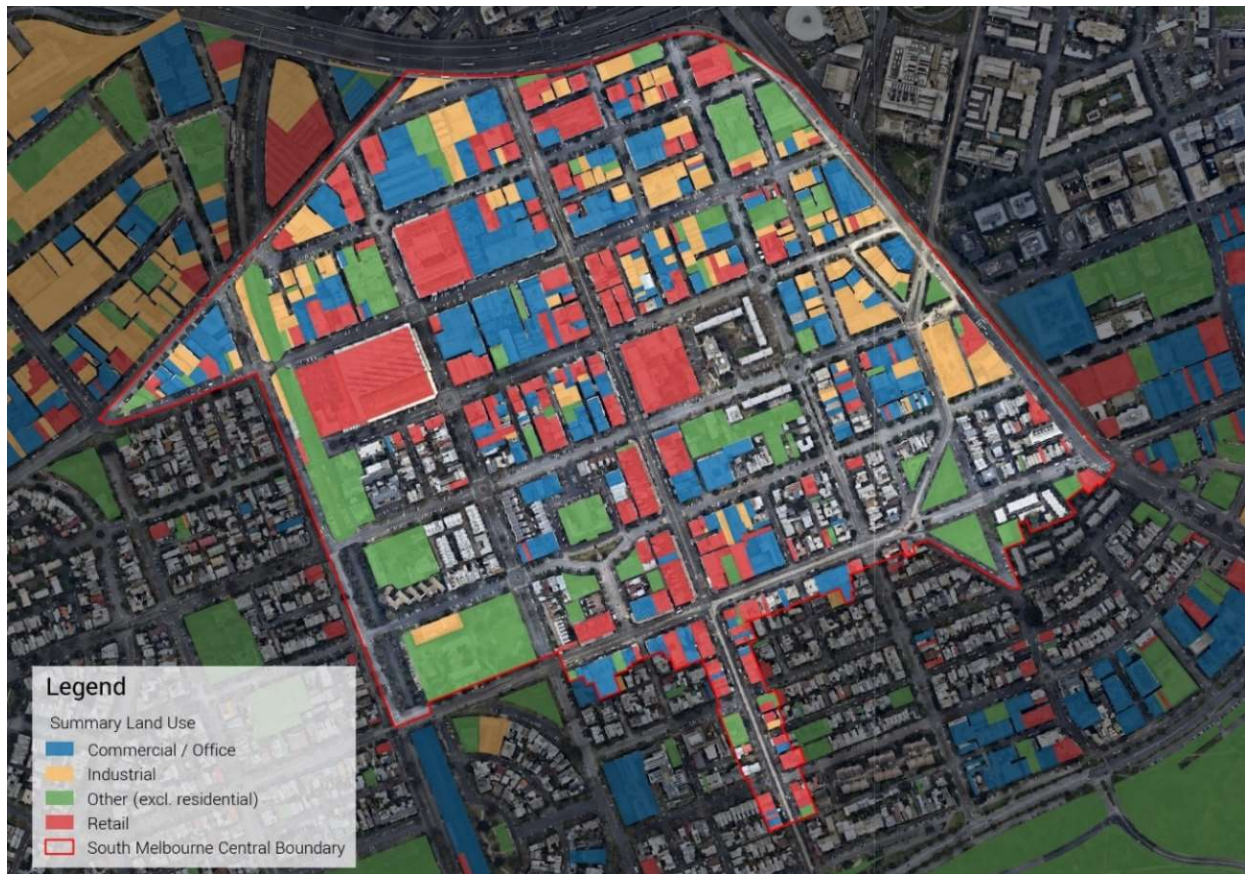 Legend
Summary Land Use
Commercial / Office
Industrial
Other (excl. residential)
Retail
South Melbourne Central Boundary